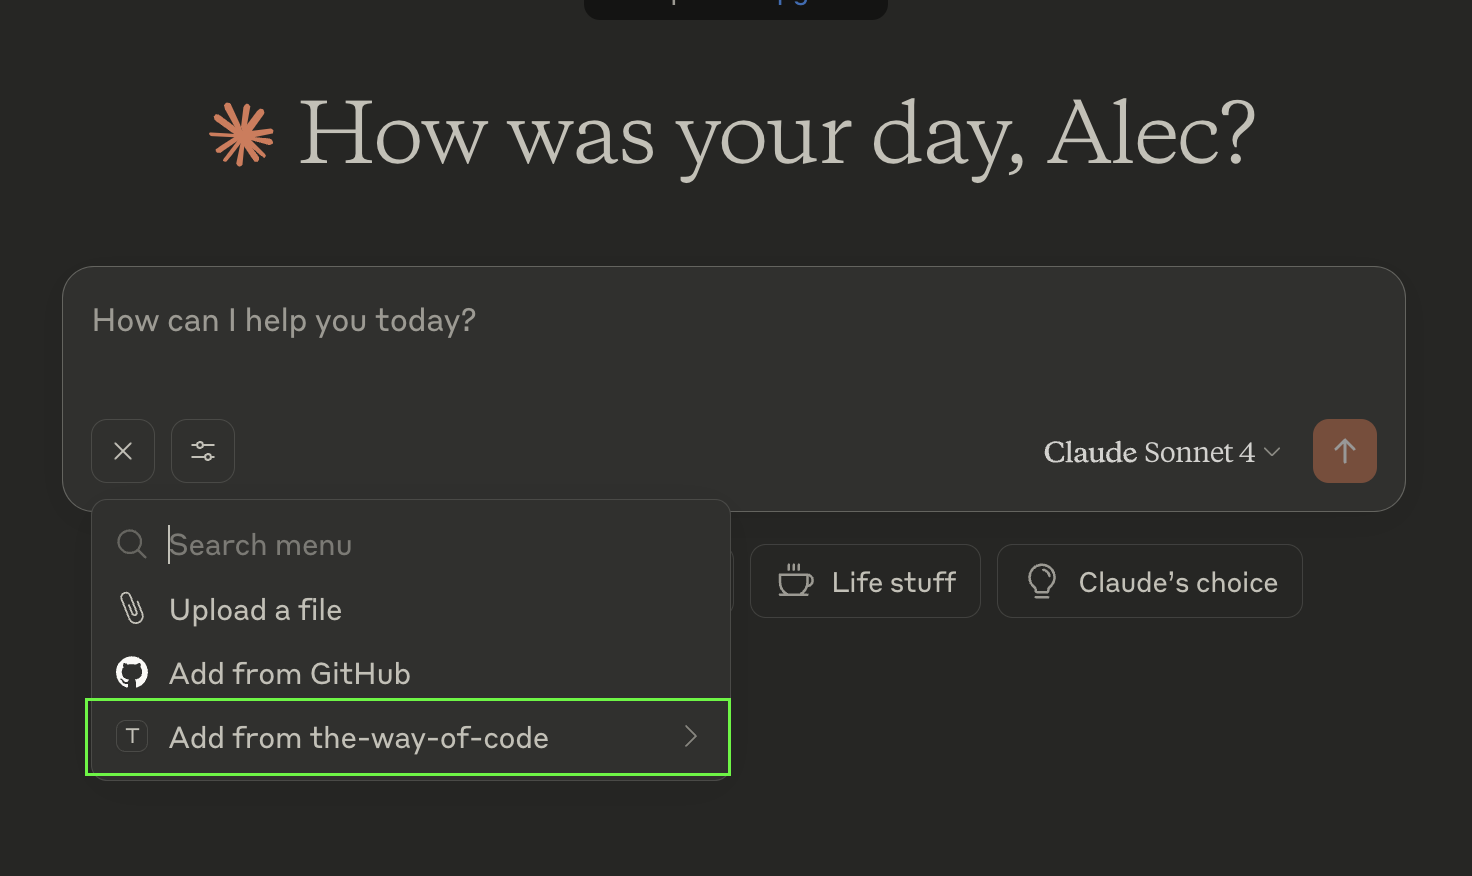 How was your day, Alec?
How can I help you today?
Claude Sonnet 4
Search menu
Upload a file
Add from GitHub
T Add from the-way-of-code
Life stuff
Claude’s choice